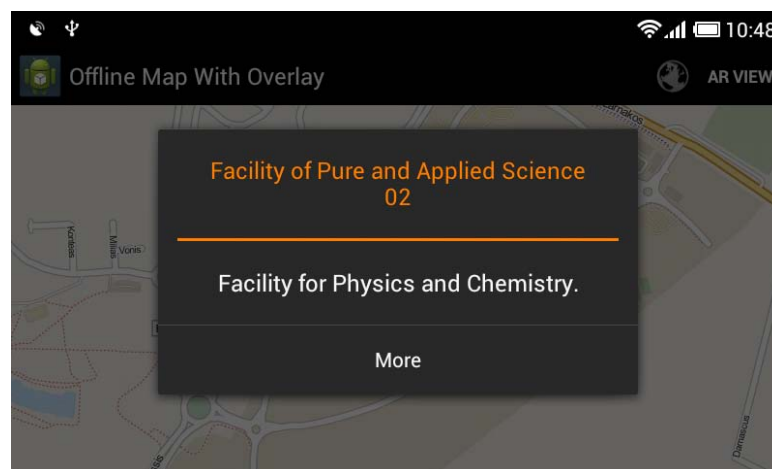 10:48
Offline Map With Overlay
AR VIEW
Facility of Pure and Applied Science
02
Facility for Physics and Chemistry.
More
Vonis
Damascus